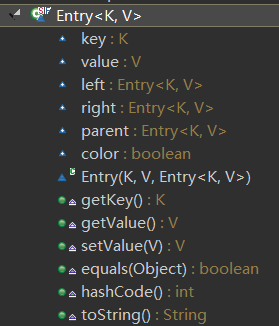 Entry<K, V>
key : K
value : V
left : Entry<K, V>
right : Entry<K, V>
parent : Entry<K, V>
color : boolean
Entry(K, V, Entry<K, V>)
getKey() : K
getValue() : V
setValue(V) : V
equals(Object) : boolean
hashCode() : int
toString() : String